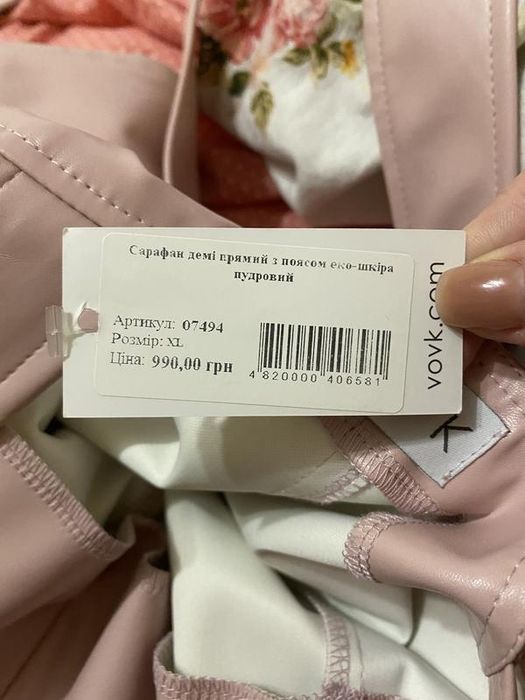 Сарафан демі прямий з поясом еко-шкіра
пудровий
Артикул: 07494
Розмір: XL
Ціна: 990,00 грн
4 820000 406581
vovk.com